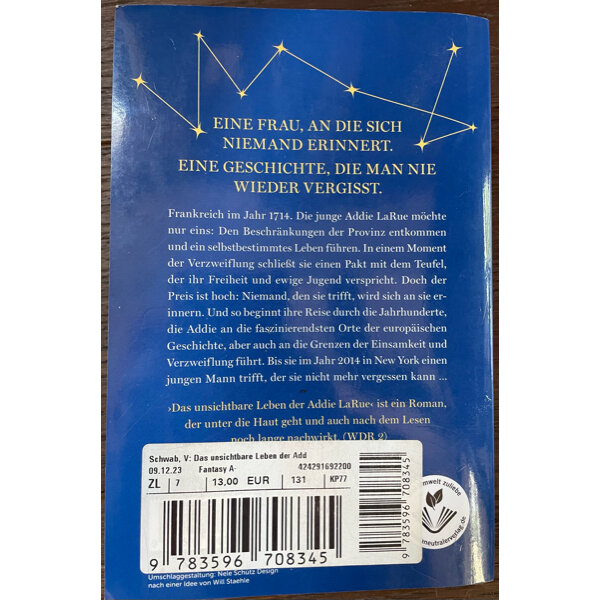 EINE FRAU, AN DIE SICH
NIEMAND ERINNERT.
EINE GESCHICHTE, DIE MAN NIE
WIEDER VERGISST.
Frankreich im Jahr 1714. Die junge Addie LaRue möchte
nur eins: Den Beschränkungen der Provinz entkommen
und ein selbstbestimmtes Leben führen. In einem Moment
der Verzweiflung schließt sie einen Pakt mit dem Teufel,
der ihr Freiheit und ewige Jugend verspricht. Doch der
Preis ist hoch: Niemand, den sie trifft, wird sich an sie er-
innern. Und so beginnt ihre Reise durch die Jahrhunderte,
die Addie an die faszinierendsten Orte der europäischen
Geschichte, aber auch an die Grenzen der Einsamkeit und
Verzweiflung führt. Bis sie im Jahr 2014 in New York einen
jungen Mann trifft, der sie nicht mehr vergessen kann ...
›Das unsichtbare Leben der Addie LaRue‹ ist ein Roman,
der unter die Haut geht und auch nach dem Lesen
noch lange nachwirkt. (WDR 2)
Schwab, V: Das unsichtbare Leben der Add
09.12.23 Fantasy A- 424291692200
ZL 7 13,00 EUR 131 KP77
9 783596 708345
9 783596 708345
mwelt zuliebe
neutralerverlag.de
Umschlaggestaltung: Nele Schütz Design
nach einer Idee von Will Staehle